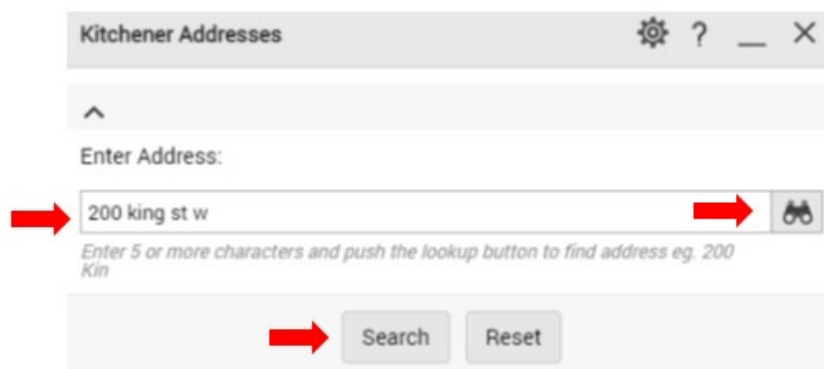 Kitchener Addresses ?
Enter Address:
200 king st w
Enter 5 or more characters and push the lookup button to find address eg. 200
Kin
Search Reset